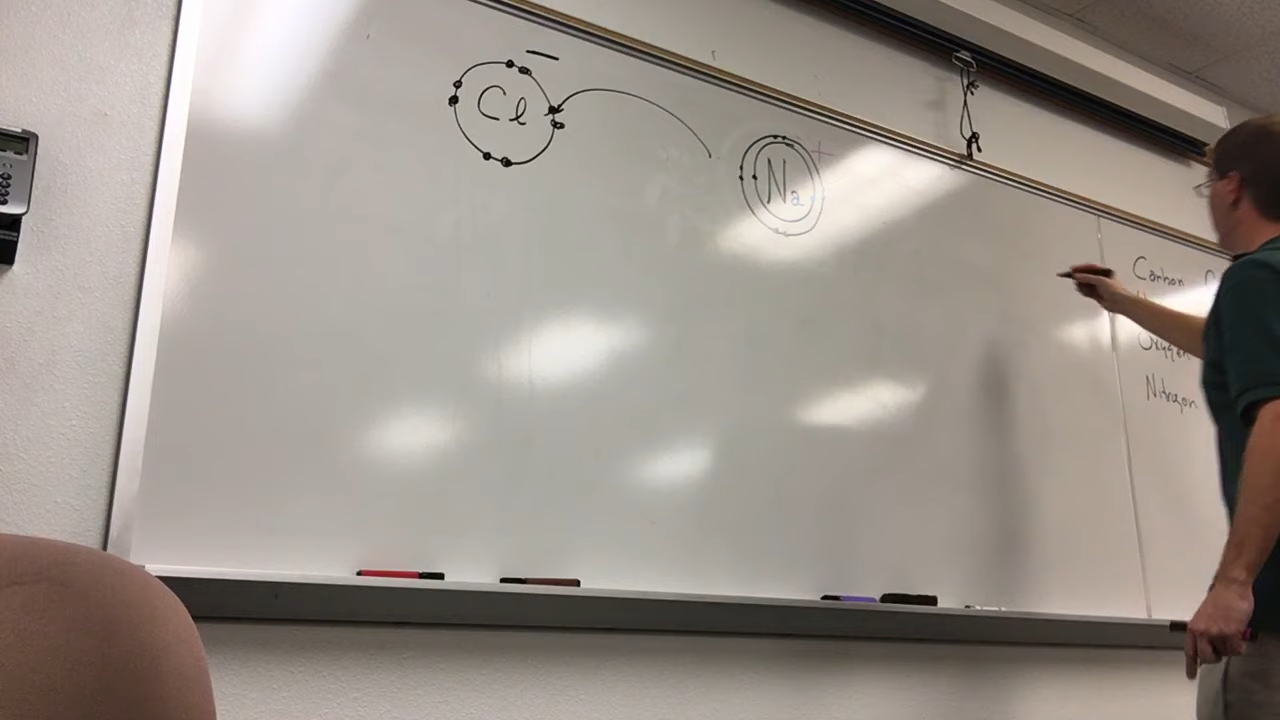 Cl −
Na +
Carbon C
Oxygen
Nitrogen